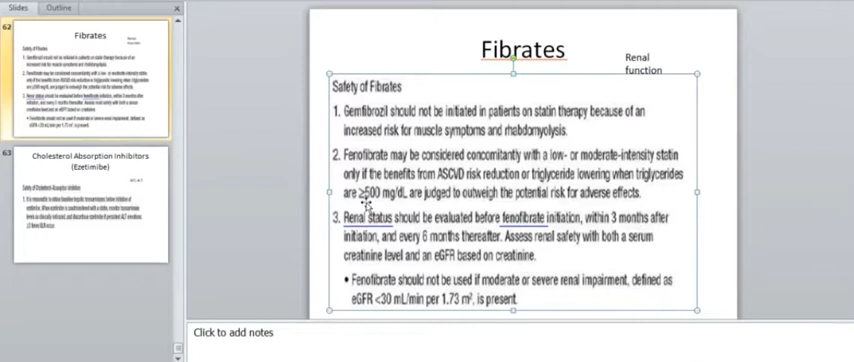 Slides Outline
62
Fibrates
Safety of Fibrates
63
Cholesterol Absorption Inhibitors
(Ezetimibe)
Fibrates
Renal
function
Safety of Fibrates
1. Gemfibrozil should not be initiated in patients on statin therapy because of an
increased risk for muscle symptoms and rhabdomyolysis.
2. Fenofibrate may be considered concomitantly with a low- or moderate-intensity statin
only if the benefits from ASCVD risk reduction or triglyceride lowering when triglycerides
are ≥500 mg/dL, are judged to outweigh the potential risk for adverse effects.
3. Renal status should be evaluated before fenofibrate initiation, within 3 months after
initiation, and every 6 months thereafter. Assess renal safety with both a serum
creatinine level and an eGFR based on creatinine.
• Fenofibrate should not be used if moderate or severe renal impairment, defined as
eGFR <30 mL/min per 1.73 m², is present.
Click to add notes